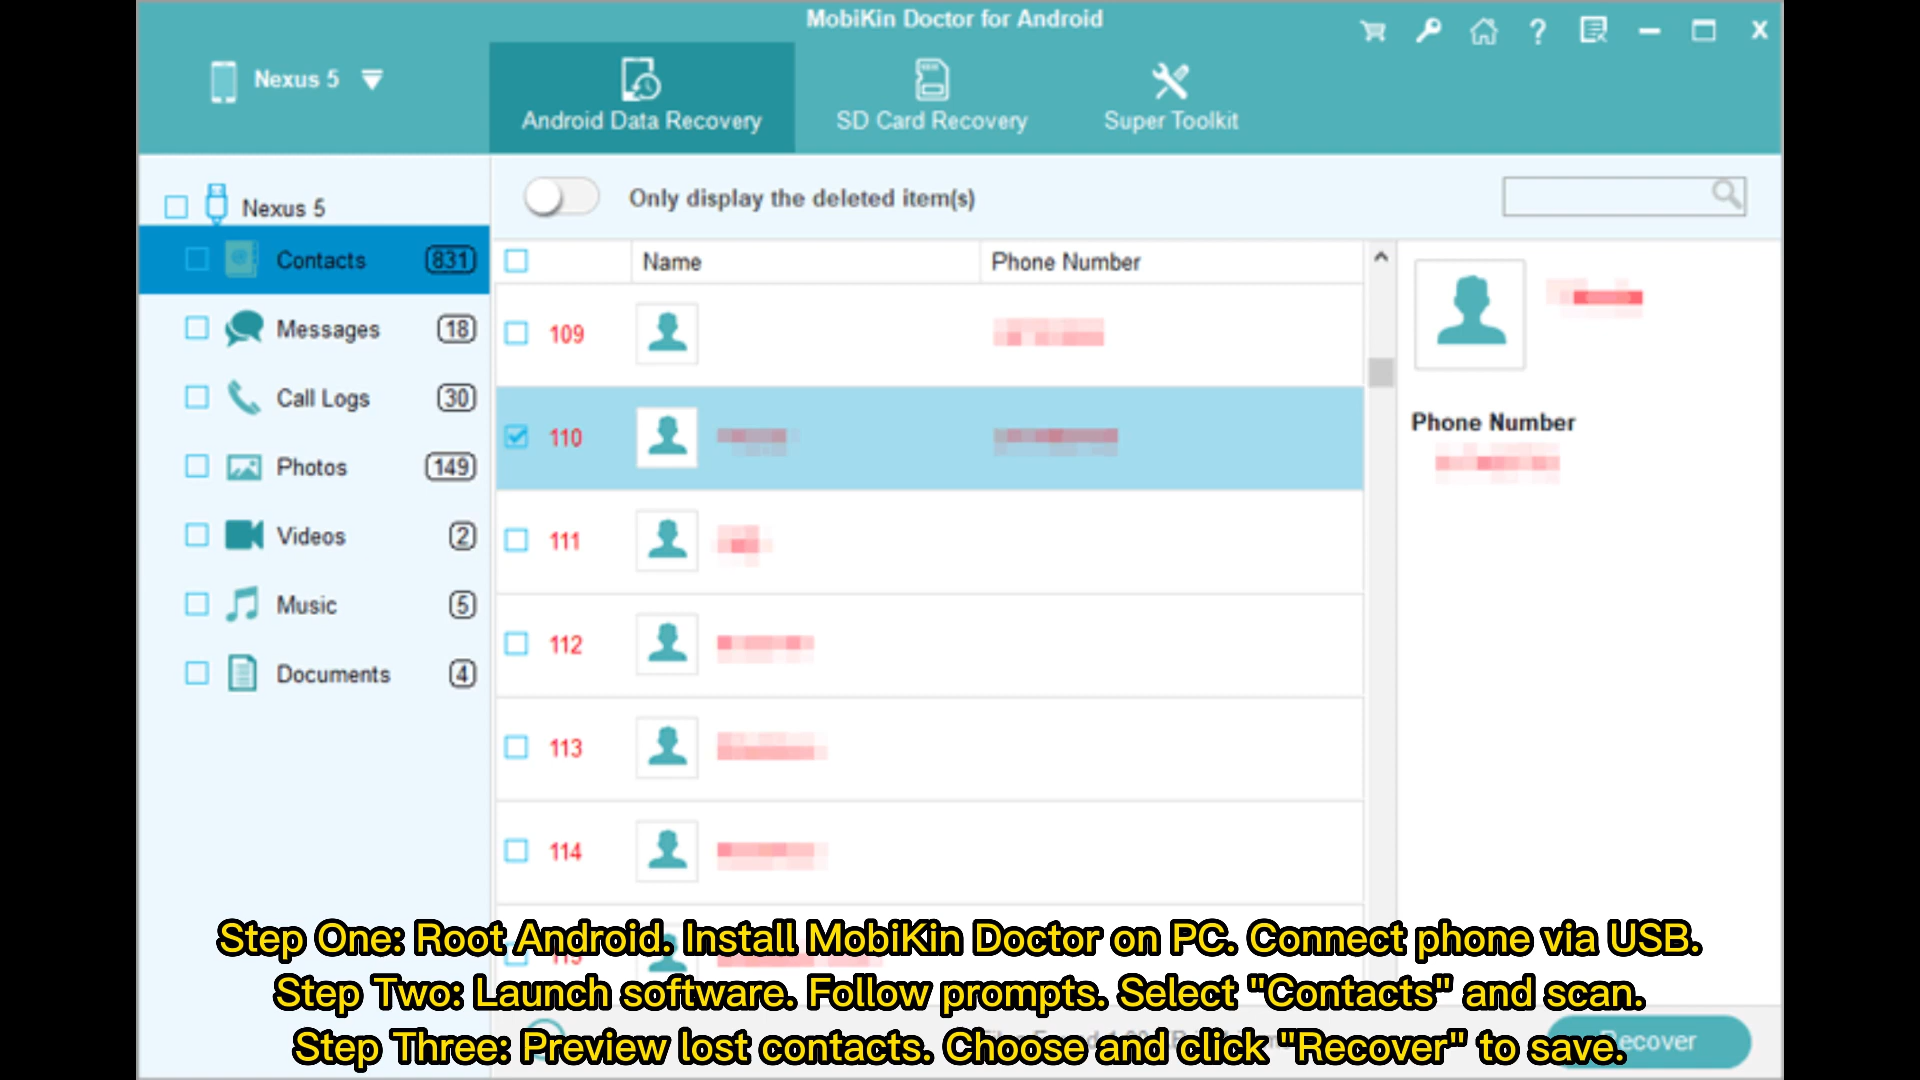 MobiKin Doctor for Android
Nexus 5
Android Data Recovery
SD Card Recovery
Super Toolkit
Nexus 5
Only display the deleted item(s)
Contacts 831
Messages 18
Call Logs 30
Photos 149
Videos 2
Music 5
Documents 4
Name Phone Number
109
110
111
112
113
114
115
Phone Number
Recover
Step One: Root Android. Install MobiKin Doctor on PC. Connect phone via USB.
Step Two: Launch software. Follow prompts. Select "Contacts" and scan.
Step Three: Preview lost contacts. Choose and click "Recover" to save.